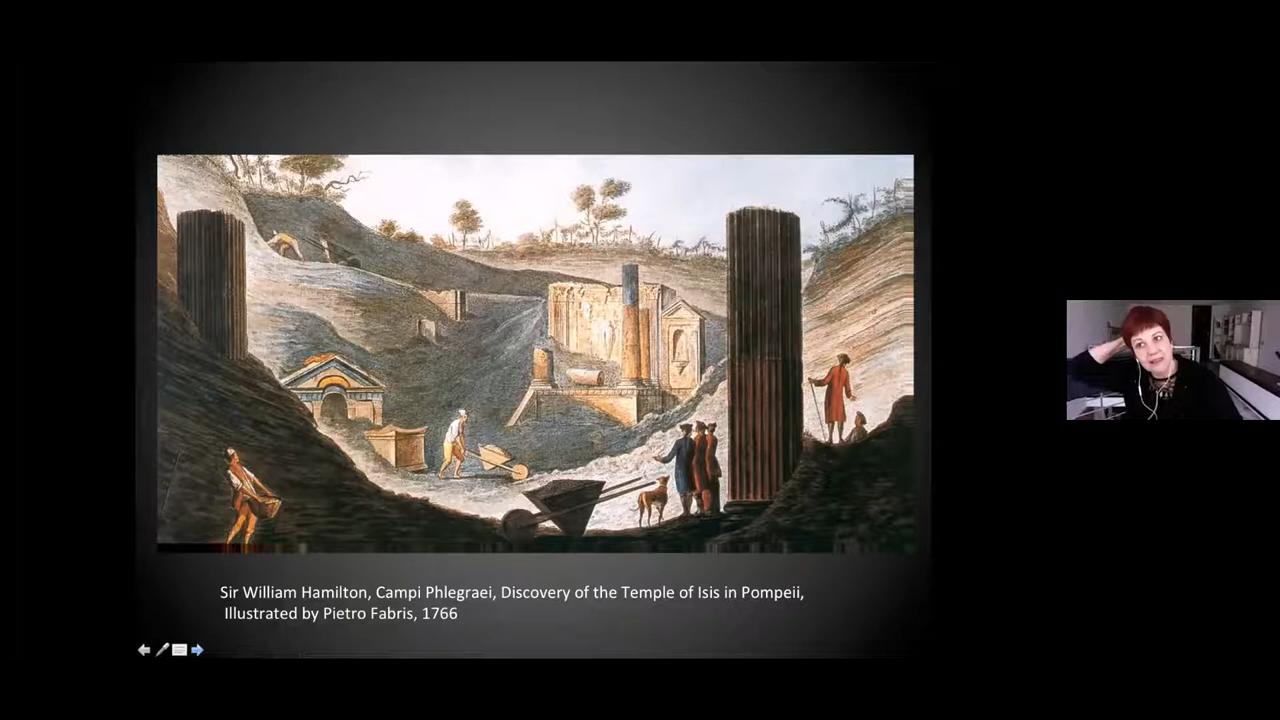 Sir William Hamilton, Campi Phlegraei, Discovery of the Temple of Isis in Pompeii,
Illustrated by Pietro Fabris, 1766